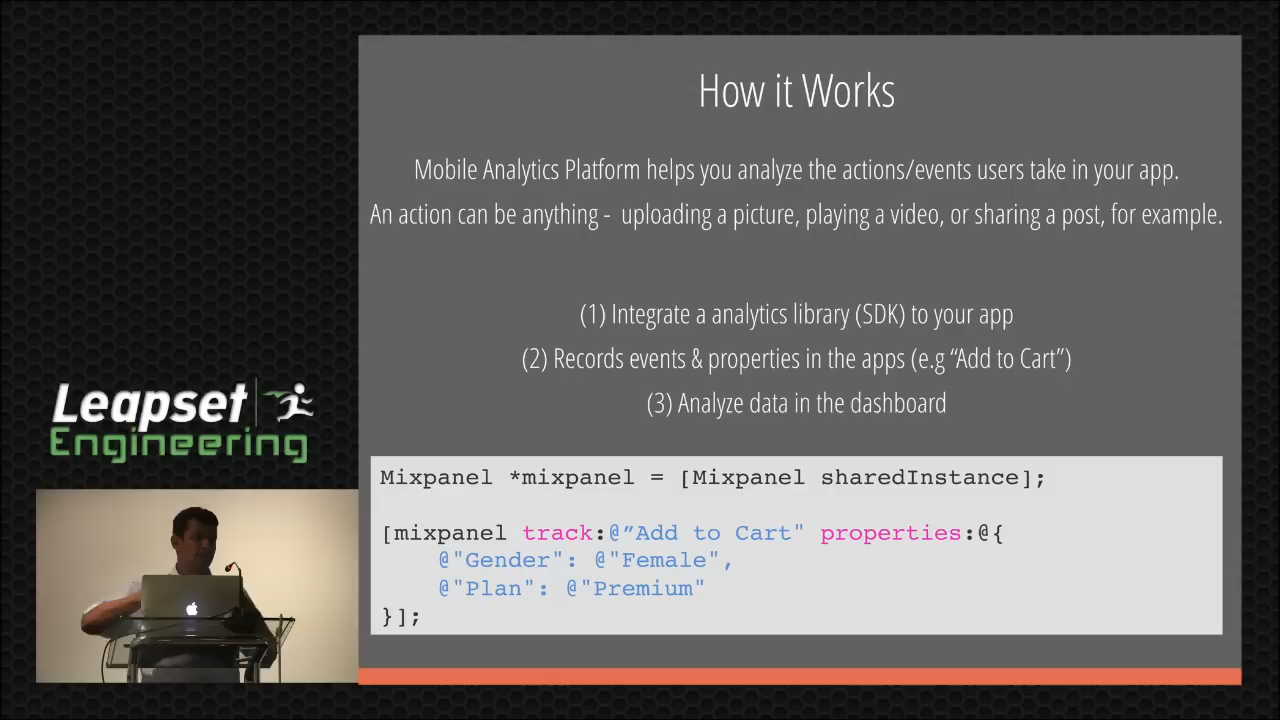 How it Works
Mobile Analytics Platform helps you analyze the actions/events users take in your app.
An action can be anything -  uploading a picture, playing a video, or sharing a post, for example.
(1) Integrate a analytics library (SDK) to your app
(2) Records events & properties in the apps (e.g “Add to Cart”)
(3) Analyze data in the dashboard
Leapset
Engineering
Mixpanel *mixpanel = [Mixpanel sharedInstance];
[mixpanel track:@”Add to Cart" properties:@{
    @"Gender": @"Female",
    @"Plan": @"Premium"
}];